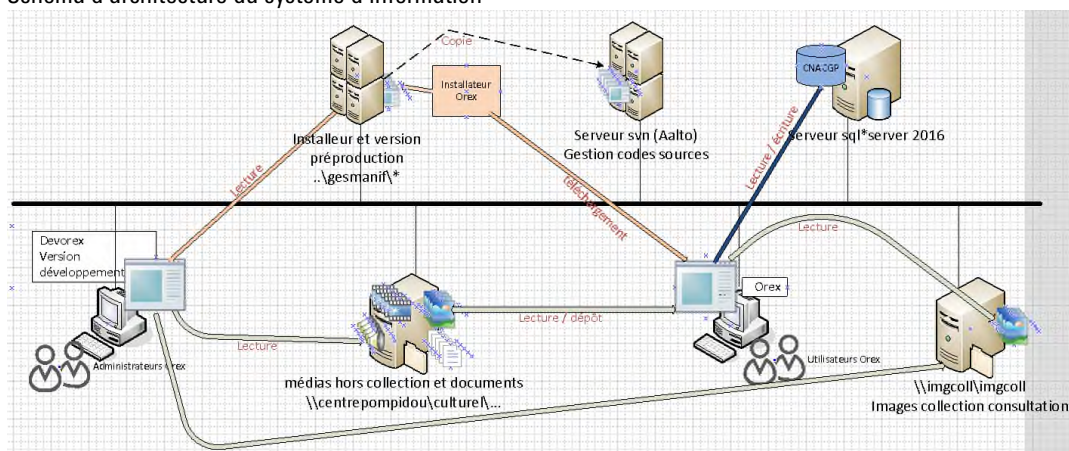 Schéma d'architecture du système d'information
Copie
Installateur
Orex
CNACGP
Installeur et version
préproduction
..\gesmanif\*
Serveur svn (Aalto)
Gestion codes sources
Serveur sql*server 2016
Lecture
téléchargement
Lecture / écriture
Lecture
Devorex
Version
développement
Orex
Lecture / dépôt
Lecture
Administrateurs Orex
Utilisateurs Orex
médias hors collection et documents
\\centrepompidou\culturel\...
\\imgcoll\imgcoll
Images collection consultation